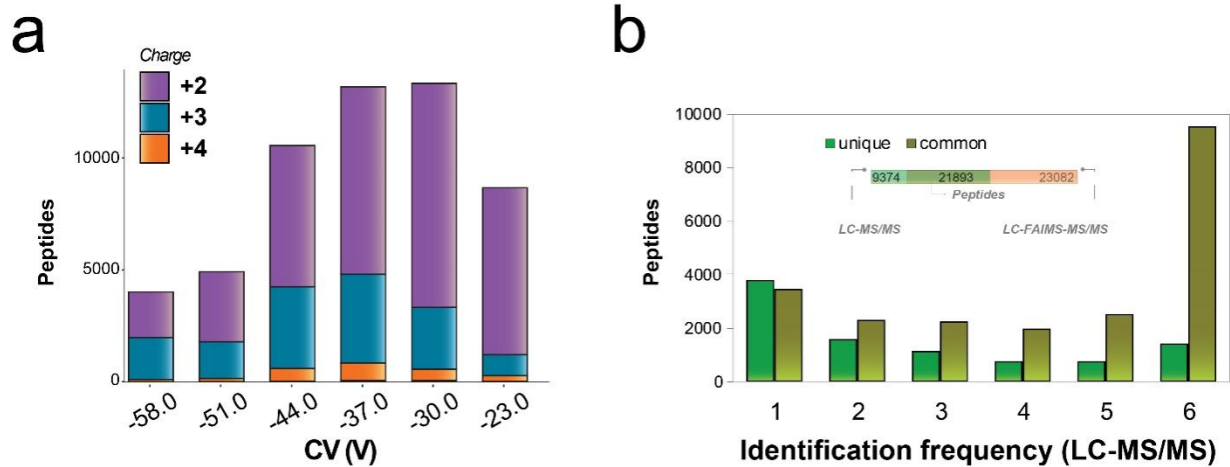 a
Charge
+2
+3
+4
10000
5000
0
Peptides
-58.0 -51.0 -44.0 -37.0 -30.0 -23.0
CV (V)
b
10000
8000
6000
4000
2000
0
Peptides
unique common
9374 21893 23082
Peptides
LC-MS/MS LC-FAIMS-MS/MS
1 2 3 4 5 6
Identification frequency (LC-MS/MS)